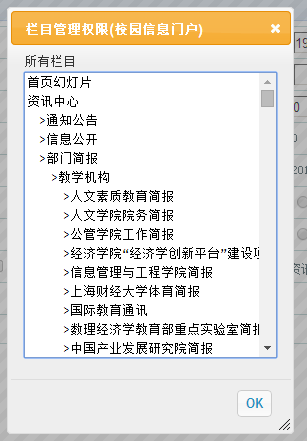 栏目管理权限(校园信息门户)
所有栏目
首页幻灯片
资讯中心
>通知公告
>信息公开
>部门简报
>教学机构
>人文素质教育简报
>人文学院院务简报
>公管学院工作简报
>经济学院“经济学创新平台”建设项
>信息管理与工程学院简报
>上海财经大学体育简报
>国际教育通讯
>数理经济学教育部重点实验室简报
>中国产业发展研究院简报
OK
19
0
201
资讯